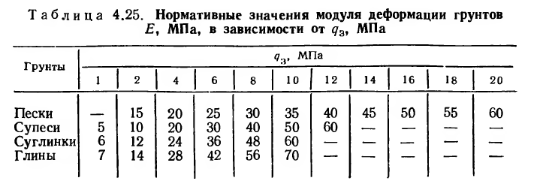 Таблица 4.25. Нормативные значения модуля деформации грунтов
E, МПа, в зависимости от q₃, МПа
Грунты
q₃, МПа
1 2 4 6 8 10 12 14 16 18 20
Пески — 15 20 25 30 35 40 45 50 55 60
Супеси 5 10 20 30 40 50 60 — — — —
Суглинки 6 12 24 36 48 60 — — — — —
Глины 7 14 28 42 56 70 — — — — —